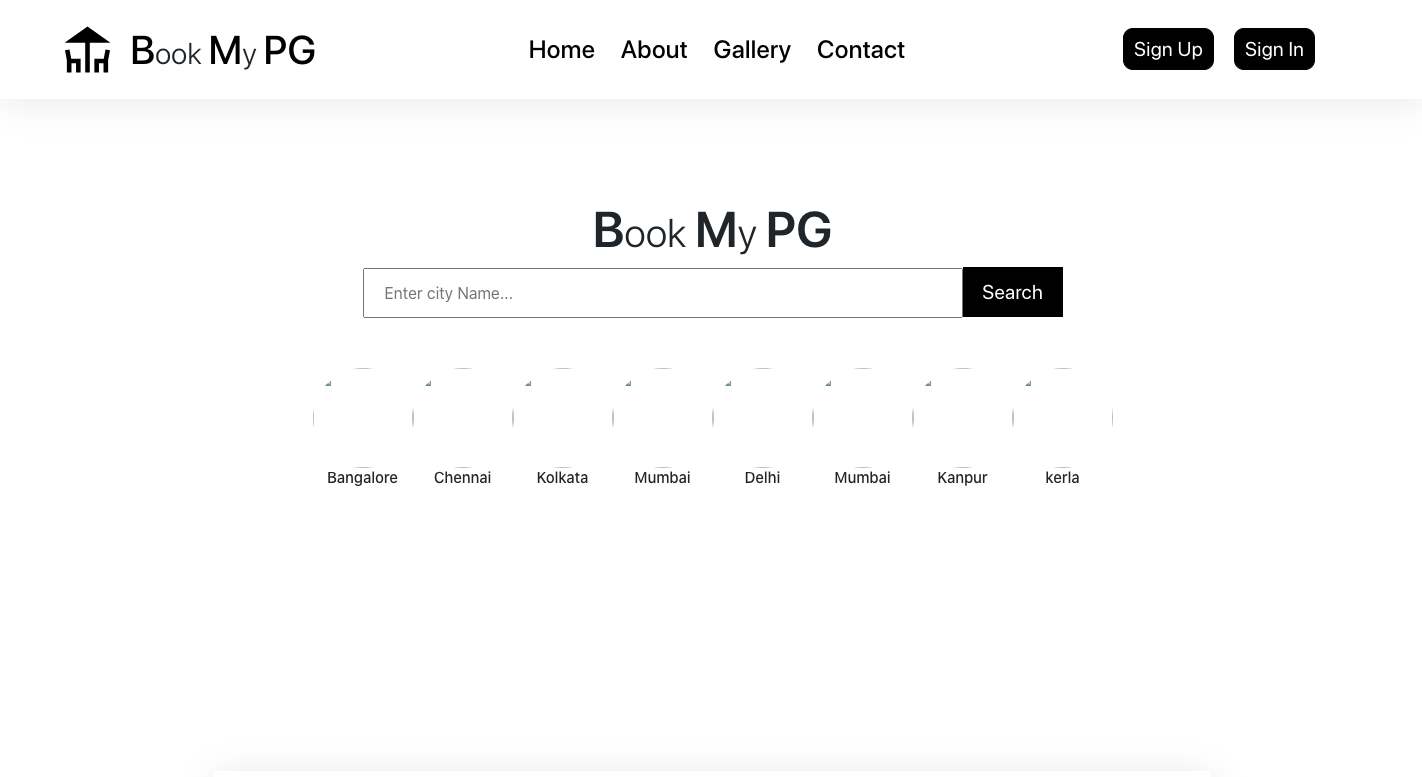 Book My PG
Home About Gallery Contact
Sign Up Sign In
Book My PG
Enter city Name...
Search
Bangalore Chennai Kolkata Mumbai Delhi Mumbai Kanpur kerla